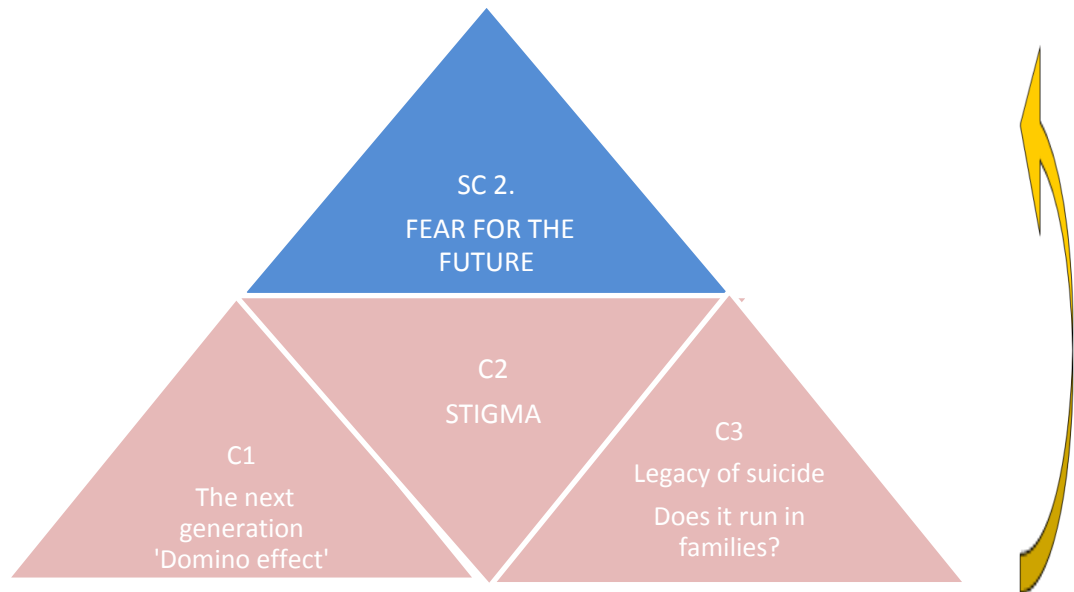 SC 2.
FEAR FOR THE
FUTURE
C2
STIGMA
C1
The next
generation
'Domino effect'
C3
Legacy of suicide
Does it run in
families?